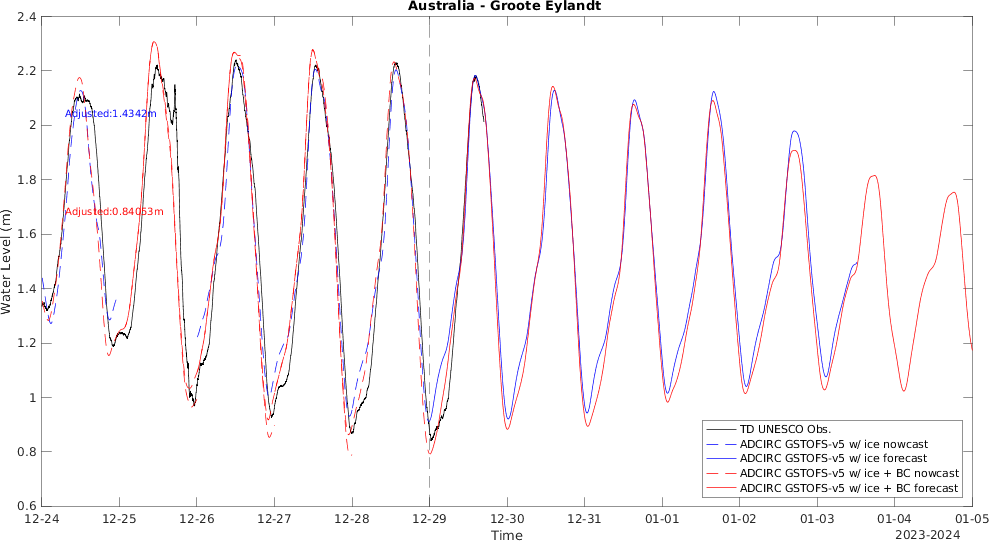 Australia - Groote Eylandt
2.4
2.2
2
1.8
1.6
1.4
1.2
1
0.8
0.6
Water Level (m)
Adjusted:1.4342m
Adjusted:0.84053m
TD UNESCO Obs.
ADCIRC GSTOFS-v5 w/ ice nowcast
ADCIRC GSTOFS-v5 w/ ice forecast
ADCIRC GSTOFS-v5 w/ ice + BC nowcast
ADCIRC GSTOFS-v5 w/ ice + BC forecast
12-24 12-25 12-26 12-27 12-28 12-29 12-30 12-31 01-01 01-02 01-03 01-04 01-05
Time
2023-2024